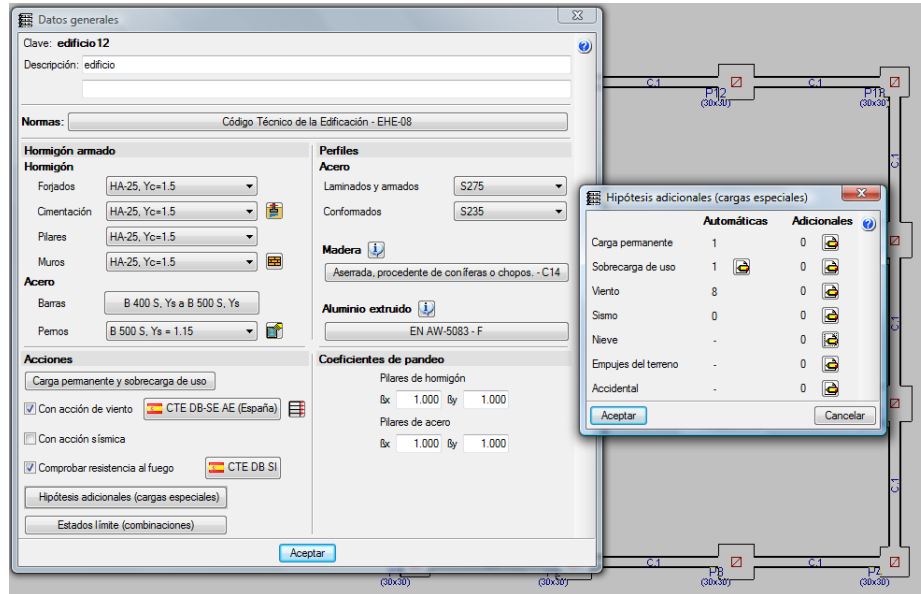 Datos generales
Clave: edificio12
Descripción: edificio
Normas: Código Técnico de la Edificación - EHE-08
Hormigón armado
Hormigón
Forjados HA-25, Yc=1.5
Cimentación HA-25, Yc=1.5
Pilares HA-25, Yc=1.5
Muros HA-25, Yc=1.5
Acero
Barras B 400 S, Ys a B 500 S, Ys
Pernos B 500 S, Ys = 1.15
Perfiles
Acero
Laminados y armados S275
Conformados S235
Madera
Aserrada, procedente de coníferas o chopos. - C14
Aluminio extruido
EN AW-5083 - F
Acciones
Carga permanente y sobrecarga de uso
Con acción de viento CTE DB-SE AE (España)
Con acción sísmica
Comprobar resistencia al fuego CTE DB SI
Hipótesis adicionales (cargas especiales)
Estados límite (combinaciones)
Coeficientes de pandeo
Pilares de hormigón
ßx 1.000 ßy 1.000
Pilares de acero
ßx 1.000 ßy 1.000
Aceptar
Hipótesis adicionales (cargas especiales)
Automáticas Adicionales
Carga permanente 1 0
Sobrecarga de uso 1 0
Viento 8 0
Sismo 0 0
Nieve - 0
Empujes del terreno - 0
Accidental - 0
Aceptar Cancelar
C.1 C.1
P12
(30x30) (30x30)
C.1
C.1
C.1
C.1 C.1
P8
(30x30) (30x30) (30x30) (30x30)